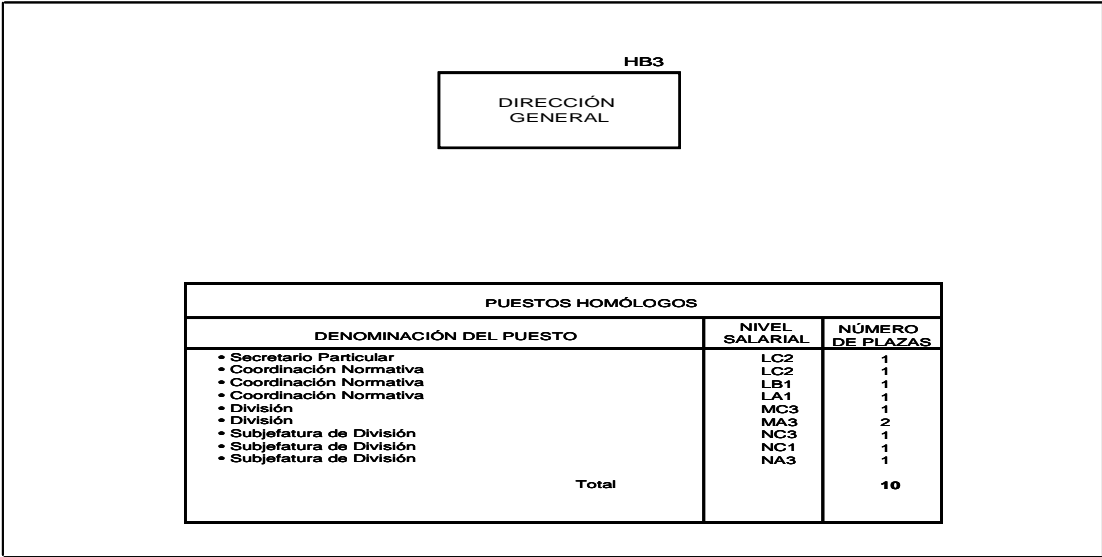 HB3
DIRECCIÓN
GENERAL
PUESTOS HOMÓLOGOS
DENOMINACIÓN DEL PUESTO NIVEL SALARIAL NÚMERO DE PLAZAS
• Secretario Particular LC2 1
• Coordinación Normativa LC2 1
• Coordinación Normativa LB1 1
• Coordinación Normativa LA1 1
• División MC3 1
• División MA3 2
• Subjefatura de División NC3 1
• Subjefatura de División NC1 1
• Subjefatura de División NA3 1
Total 10